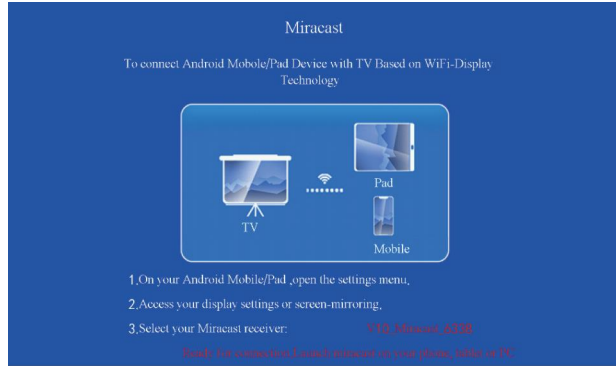 Miracast
To connect Android Mobole/Pad Device with TV Based on WiFi-Display
Technology
Pad
TV
Mobile
1.On your Android Mobile/Pad ,open the settings menu,
2.Access your display settings or screen-mirroring,
3.Select your Miracast receiver: